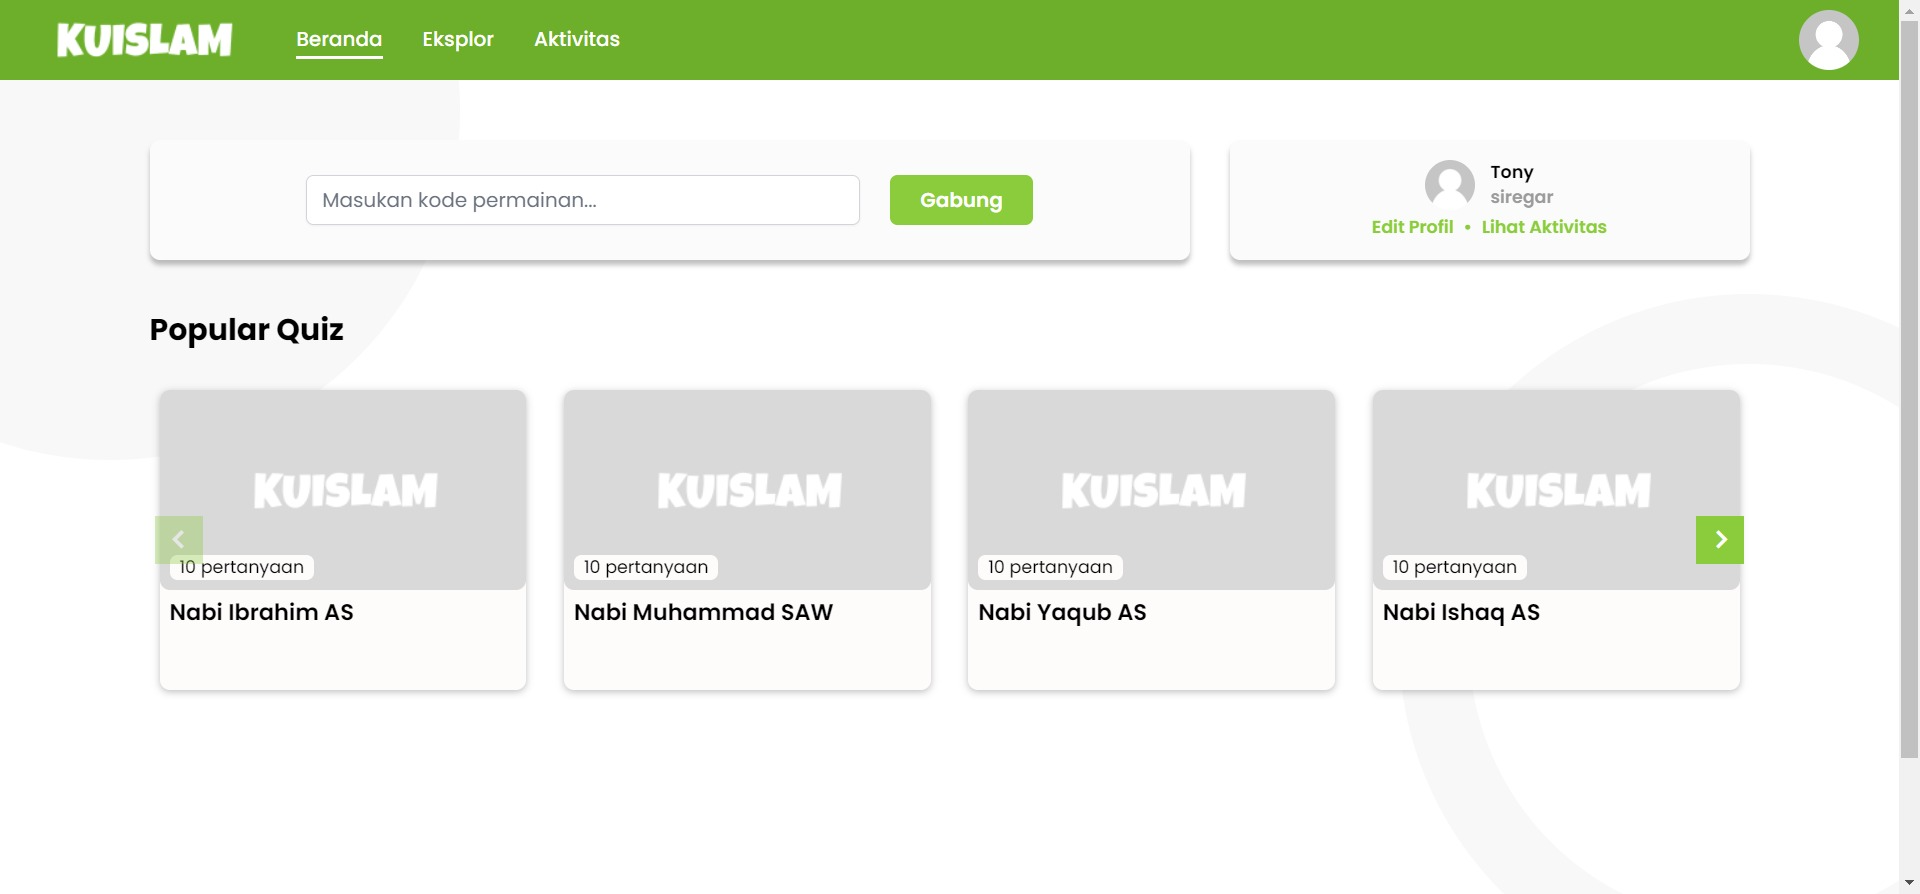 KUISLAM
Beranda
Eksplor
Aktivitas
Masukan kode permainan...
Gabung
Tony
siregar
Edit Profil • Lihat Aktivitas
Popular Quiz
KUISLAM
10 pertanyaan
Nabi Ibrahim AS
KUISLAM
10 pertanyaan
Nabi Muhammad SAW
KUISLAM
10 pertanyaan
Nabi Yaqub AS
KUISLAM
10 pertanyaan
Nabi Ishaq AS